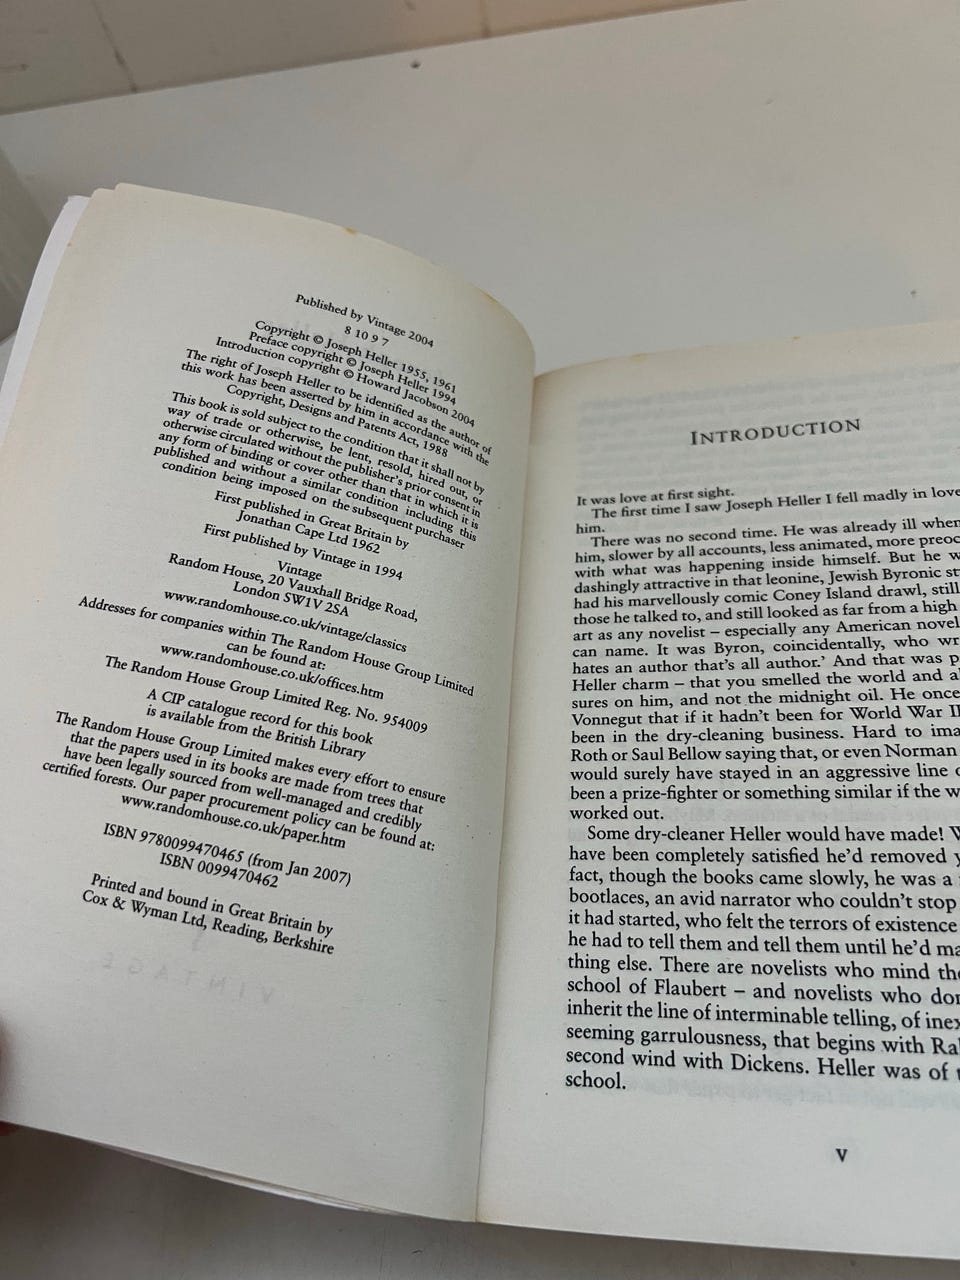 Published by Vintage 2004
8 10 9 7
Copyright © Joseph Heller 1955, 1961
Preface copyright © Joseph Heller 1994
Introduction copyright © Howard Jacobson 2004
The right of Joseph Heller to be identified as the author of
this work has been asserted by him in accordance with the
Copyright, Designs and Patents Act, 1988
This book is sold subject to the condition that it shall not by
way of trade or otherwise, be lent, resold, hired out, or
otherwise circulated without the publisher's prior consent in
any form of binding or cover other than that in which it is
published and without a similar condition including this
condition being imposed on the subsequent purchaser
First published in Great Britain by
Jonathan Cape Ltd 1962
First published by Vintage in 1994
Vintage
Random House, 20 Vauxhall Bridge Road,
London SW1V 2SA
www.randomhouse.co.uk/vintage/classics
Addresses for companies within The Random House Group Limited
can be found at:
www.randomhouse.co.uk/offices.htm
The Random House Group Limited Reg. No. 954009
A CIP catalogue record for this book
is available from the British Library
The Random House Group Limited makes every effort to ensure
that the papers used in its books are made from trees that
have been legally sourced from well-managed and credibly
certified forests. Our paper procurement policy can be found at:
www.randomhouse.co.uk/paper.htm
ISBN 9780099470465 (from Jan 2007)
ISBN 0099470462
Printed and bound in Great Britain by
Cox & Wyman Ltd, Reading, Berkshire
INTRODUCTION
It was love at first sight.
The first time I saw Joseph Heller I fell madly in love
him.
There was no second time. He was already ill when
him, slower by all accounts, less animated, more preoc
with what was happening inside himself. But he w
dashingly attractive in that leonine, Jewish Byronic st
had his marvellously comic Coney Island drawl, still
those he talked to, and still looked as far from a high
art as any novelist – especially any American novel
can name. It was Byron, coincidentally, who wr
hates an author that's all author.' And that was p
Heller charm – that you smelled the world and al
sures on him, and not the midnight oil. He once
Vonnegut that if it hadn't been for World War II
been in the dry-cleaning business. Hard to ima
Roth or Saul Bellow saying that, or even Norman
would surely have stayed in an aggressive line o
been a prize-fighter or something similar if the w
worked out.
Some dry-cleaner Heller would have made! W
have been completely satisfied he'd removed y
fact, though the books came slowly, he was a
bootlaces, an avid narrator who couldn't stop
it had started, who felt the terrors of existence
he had to tell them and tell them until he'd ma
thing else. There are novelists who mind the
school of Flaubert – and novelists who don
inherit the line of interminable telling, of inex
seeming garrulousness, that begins with Ra
second wind with Dickens. Heller was of t
school.
V